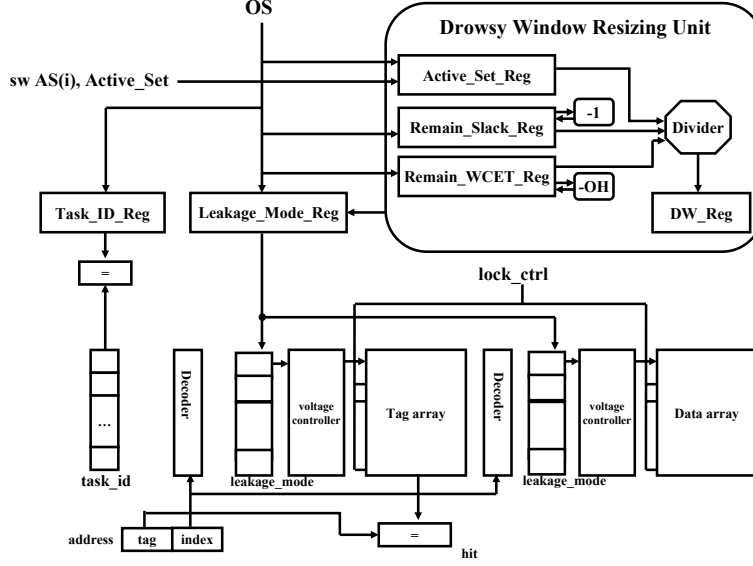 OS
Drowsy Window Resizing Unit
sw AS(i), Active_Set
Active_Set_Reg
Remain_Slack_Reg
-1
Divider
Remain_WCET_Reg
-OH
Task_ID_Reg
Leakage_Mode_Reg
DW_Reg
=
lock_ctrl
Decoder
voltage
controller
Tag array
Decoder
voltage
controller
Data array
...
task_id
leakage_mode
leakage_mode
address
tag
index
=
hit